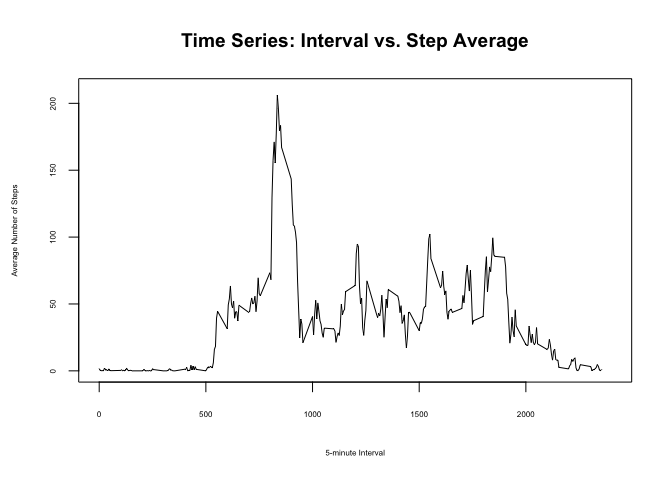 Time Series: Interval vs. Step Average
Average Number of Steps
200
150
100
50
0
0 500 1000 1500 2000
5-minute Interval